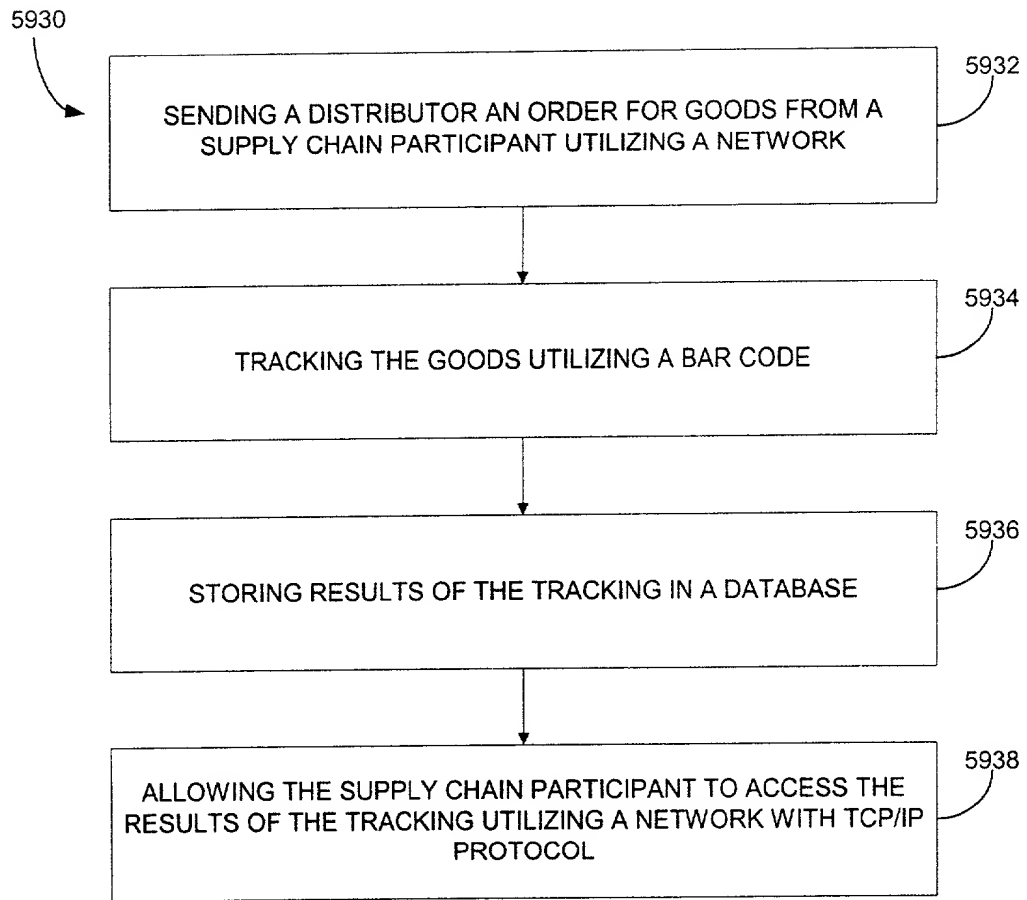 5930
5932
SENDING A DISTRIBUTOR AN ORDER FOR GOODS FROM A
SUPPLY CHAIN PARTICIPANT UTILIZING A NETWORK
5934
TRACKING THE GOODS UTILIZING A BAR CODE
5936
STORING RESULTS OF THE TRACKING IN A DATABASE
5938
ALLOWING THE SUPPLY CHAIN PARTICIPANT TO ACCESS THE
RESULTS OF THE TRACKING UTILIZING A NETWORK WITH TCP/IP
PROTOCOL